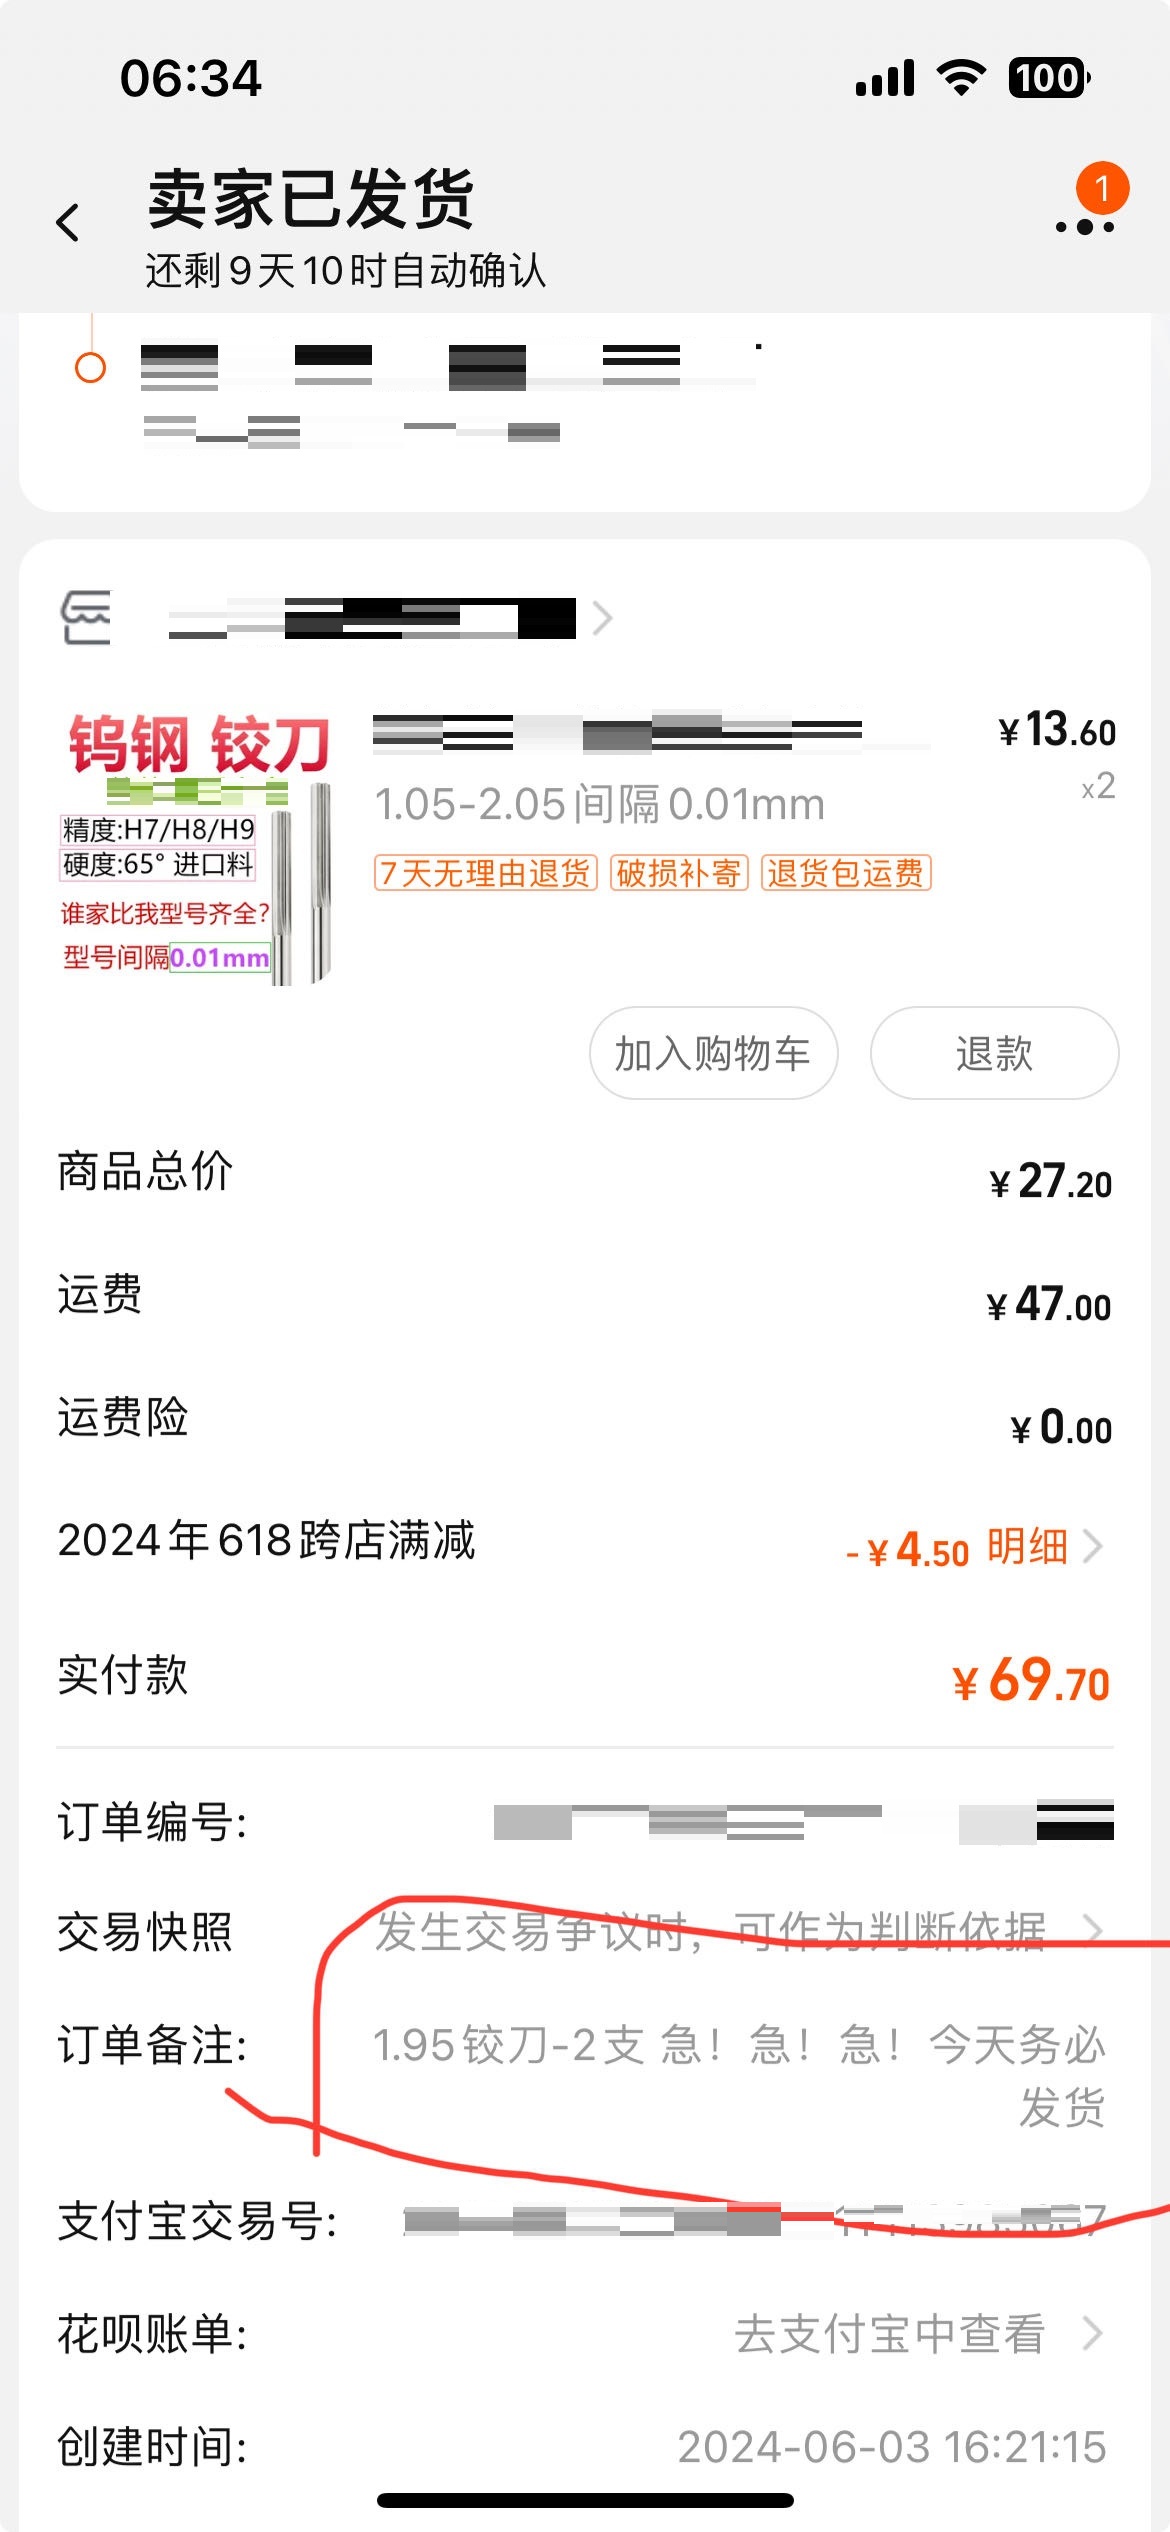 06:34
100
卖家已发货
1
还剩9天10时自动确认
钨钢 铰刀
精度:H7/H8/H9
硬度:65° 进口料
谁家比我型号齐全?
型号间隔0.01mm
¥13.60
1.05-2.05间隔0.01mm
x2
7天无理由退货 破损补寄 退货包运费
加入购物车 退款
商品总价 ¥27.20
运费 ¥47.00
运费险 ¥0.00
2024年618跨店满减 -¥4.50 明细
实付款 ¥69.70
订单编号:
交易快照 发生交易争议时，可作为判断依据
订单备注: 1.95铰刀-2支 急！急！急！今天务必
发货
支付宝交易号:
花呗账单: 去支付宝中查看
创建时间: 2024-06-03 16:21:15